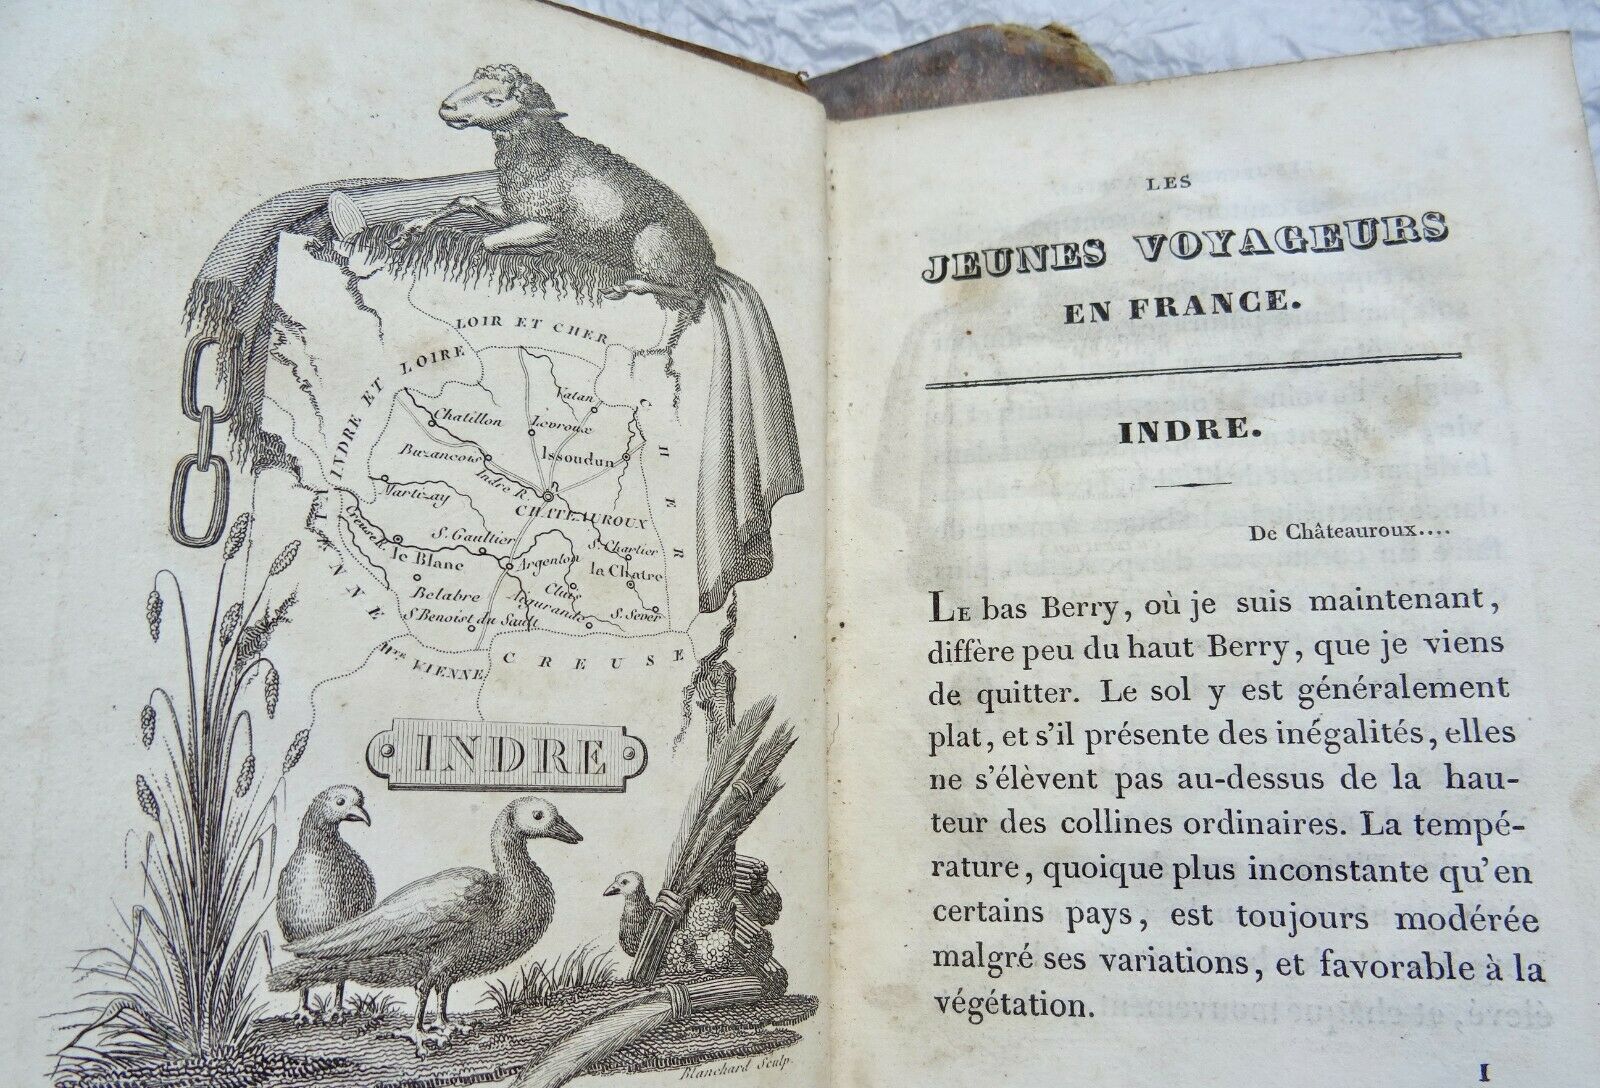 LOIR ET CHER
INDRE ET LOIRE
CHER
VIENNE
Hte VIENNE
CREUSE
Chatillon
Vatan
Levroux
Buzancois
Issoudun
Indre R.
Martizay
CHATEAUROUX
Creuse R.
S. Gaultier
S. Chartier
le Blanc
Argenton
la Chatre
Belabre
Cluis
Aigurande
S. Sever
S. Benoist du Sault
INDRE
Blanchard Sculp.
LES
JEUNES VOYAGEURS
EN FRANCE.
INDRE.
De Châteauroux....
LE bas Berry, où je suis maintenant,
diffère peu du haut Berry, que je viens
de quitter. Le sol y est généralement
plat, et s'il présente des inégalités, elles
ne s'élèvent pas au-dessus de la hau-
teur des collines ordinaires. La tempé-
rature, quoique plus inconstante qu'en
certains pays, est toujours modérée
malgré ses variations, et favorable à la
végétation.
I